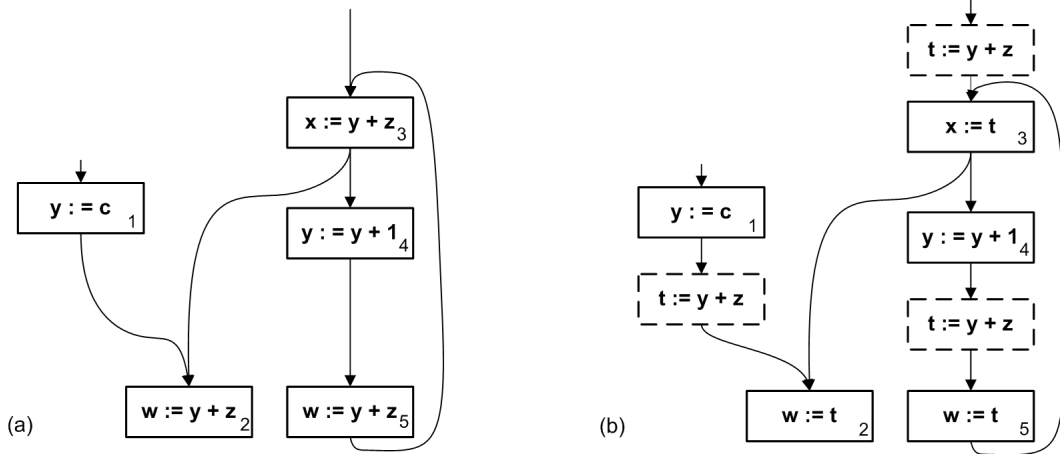 x := y + z 3
y : = c 1
y := y + 1 4
w := y + z 2
w := y + z 5
(a)
t := y + z
x := t 3
y := c 1
y := y + 1 4
t := y + z
t := y + z
w := t 2
w := t 5
(b)